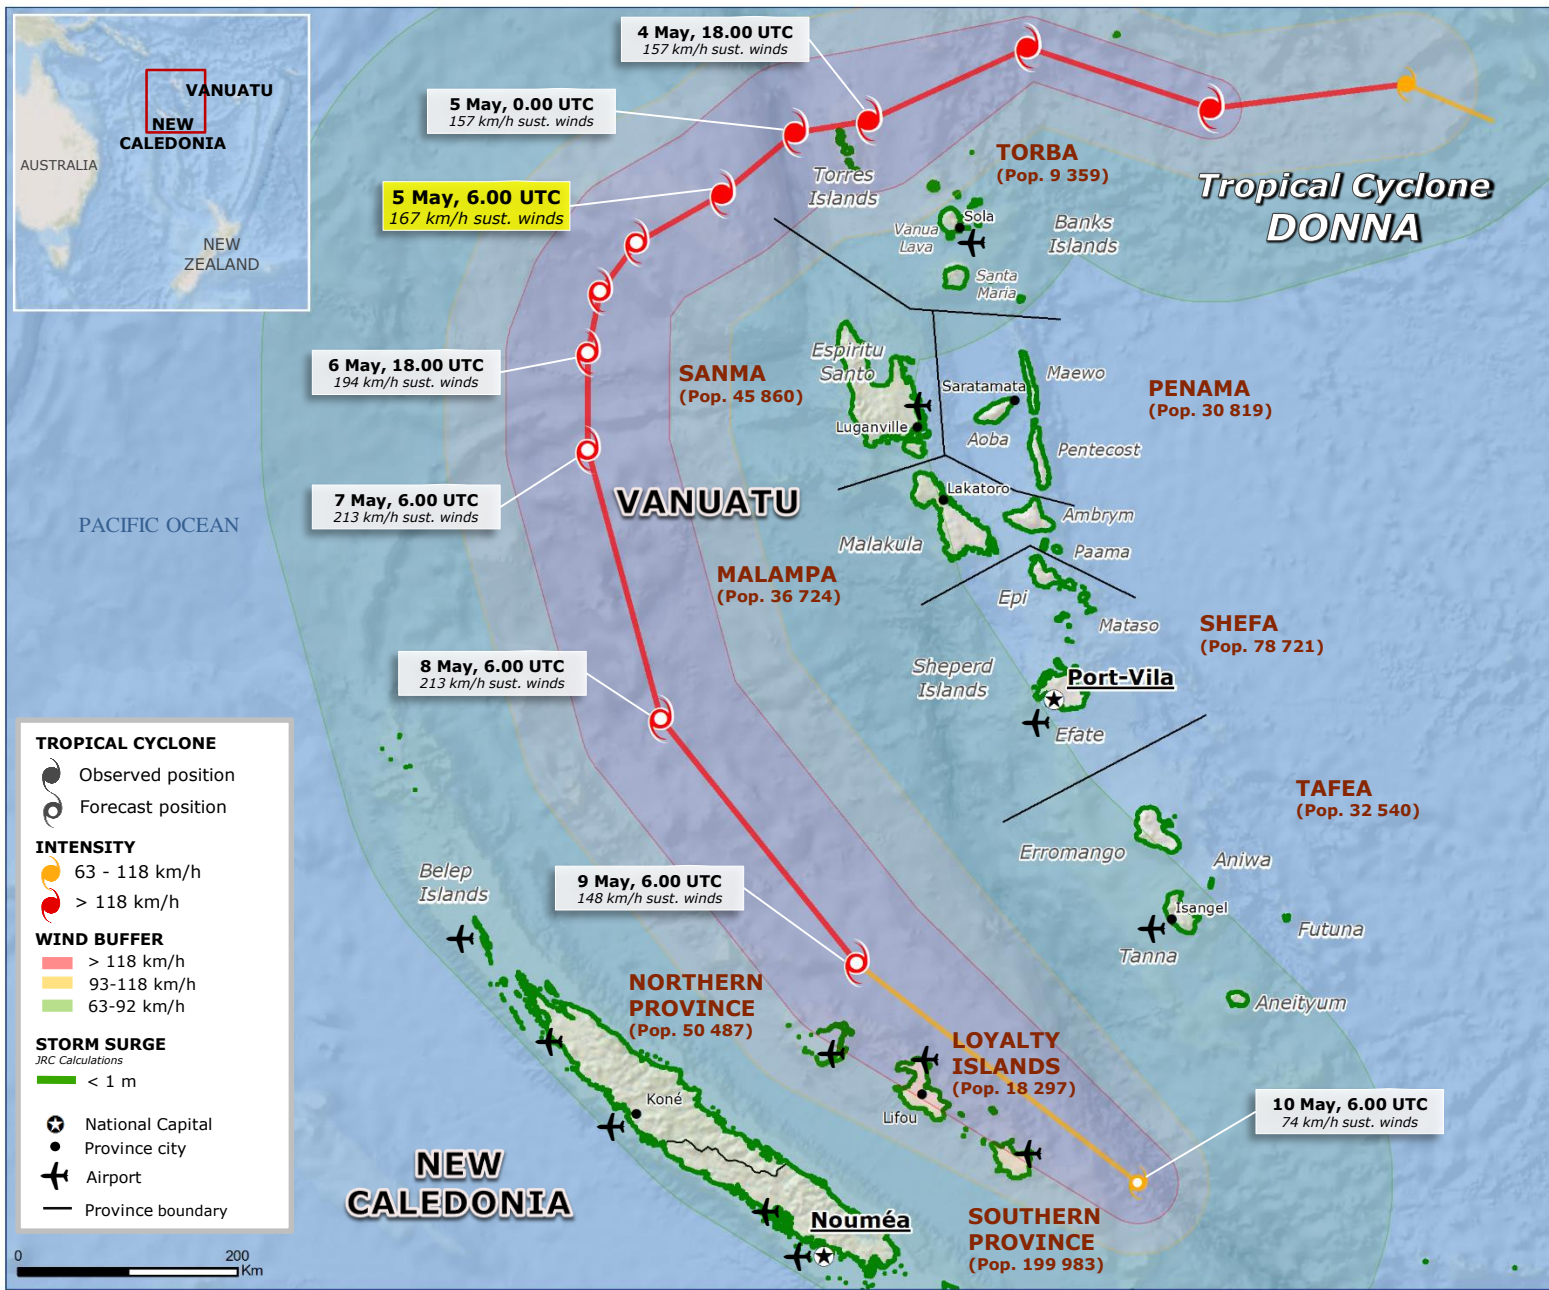 VANUATU
NEW
CALEDONIA
AUSTRALIA
NEW
ZEALAND
4 May, 18.00 UTC
157 km/h sust. winds
5 May, 0.00 UTC
157 km/h sust. winds
5 May, 6.00 UTC
167 km/h sust. winds
Torres
Islands
TORBA
(Pop. 9 359)
Tropical Cyclone
DONNA
Sola
Vanua
Lava
Banks
Islands
Santa
Maria
6 May, 18.00 UTC
194 km/h sust. winds
SANMA
(Pop. 45 860)
Espiritu
Santo
Luganville
Saratamata
Maewo
Aoba
Pentecost
PENAMA
(Pop. 30 819)
7 May, 6.00 UTC
213 km/h sust. winds
VANUATU
PACIFIC OCEAN
Lakatoro
Malakula
Ambrym
Paama
MALAMPA
(Pop. 36 724)
Epi
Mataso
SHEFA
(Pop. 78 721)
8 May, 6.00 UTC
213 km/h sust. winds
Sheperd
Islands
Port-Vila
Efate
TAFEA
(Pop. 32 540)
Erromango
Aniwa
Isangel
Tanna
Futuna
Aneityum
9 May, 6.00 UTC
148 km/h sust. winds
Belep
Islands
NORTHERN
PROVINCE
(Pop. 50 487)
LOYALTY
ISLANDS
(Pop. 18 297)
Koné
Lifou
10 May, 6.00 UTC
74 km/h sust. winds
NEW
CALEDONIA
Nouméa
SOUTHERN
PROVINCE
(Pop. 199 983)
TROPICAL CYCLONE
Observed position
Forecast position
INTENSITY
63 - 118 km/h
> 118 km/h
WIND BUFFER
> 118 km/h
93-118 km/h
63-92 km/h
STORM SURGE
JRC Calculations
< 1 m
National Capital
Province city
Airport
Province boundary
0 200
Km